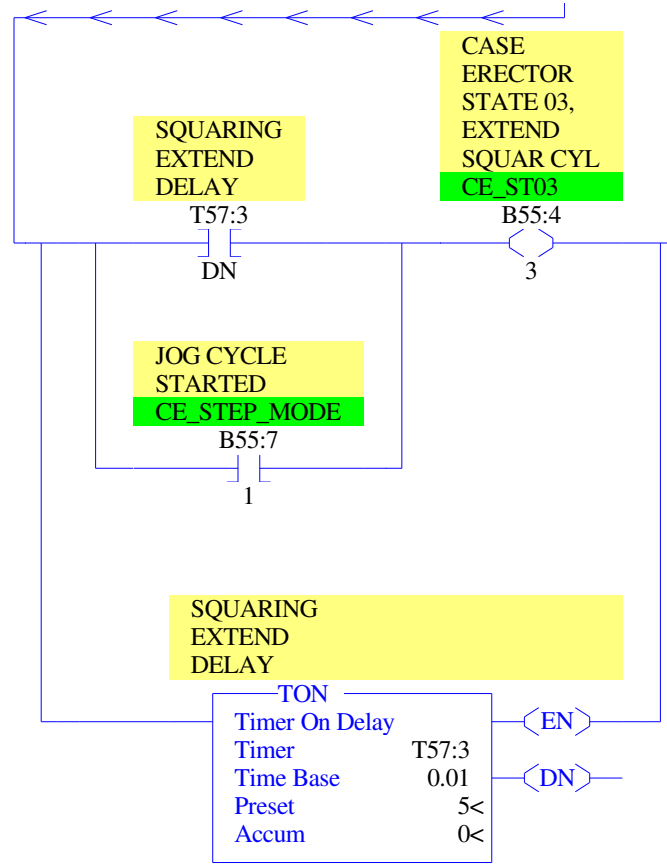 CASE
ERECTOR
STATE 03,
EXTEND
SQUAR CYL
CE_ST03
B55:4
3
SQUARING
EXTEND
DELAY
T57:3
DN
JOG CYCLE
STARTED
CE_STEP_MODE
B55:7
1
SQUARING
EXTEND
DELAY
TON
Timer On Delay
Timer T57:3
Time Base 0.01
Preset 5<
Accum 0<
EN
DN